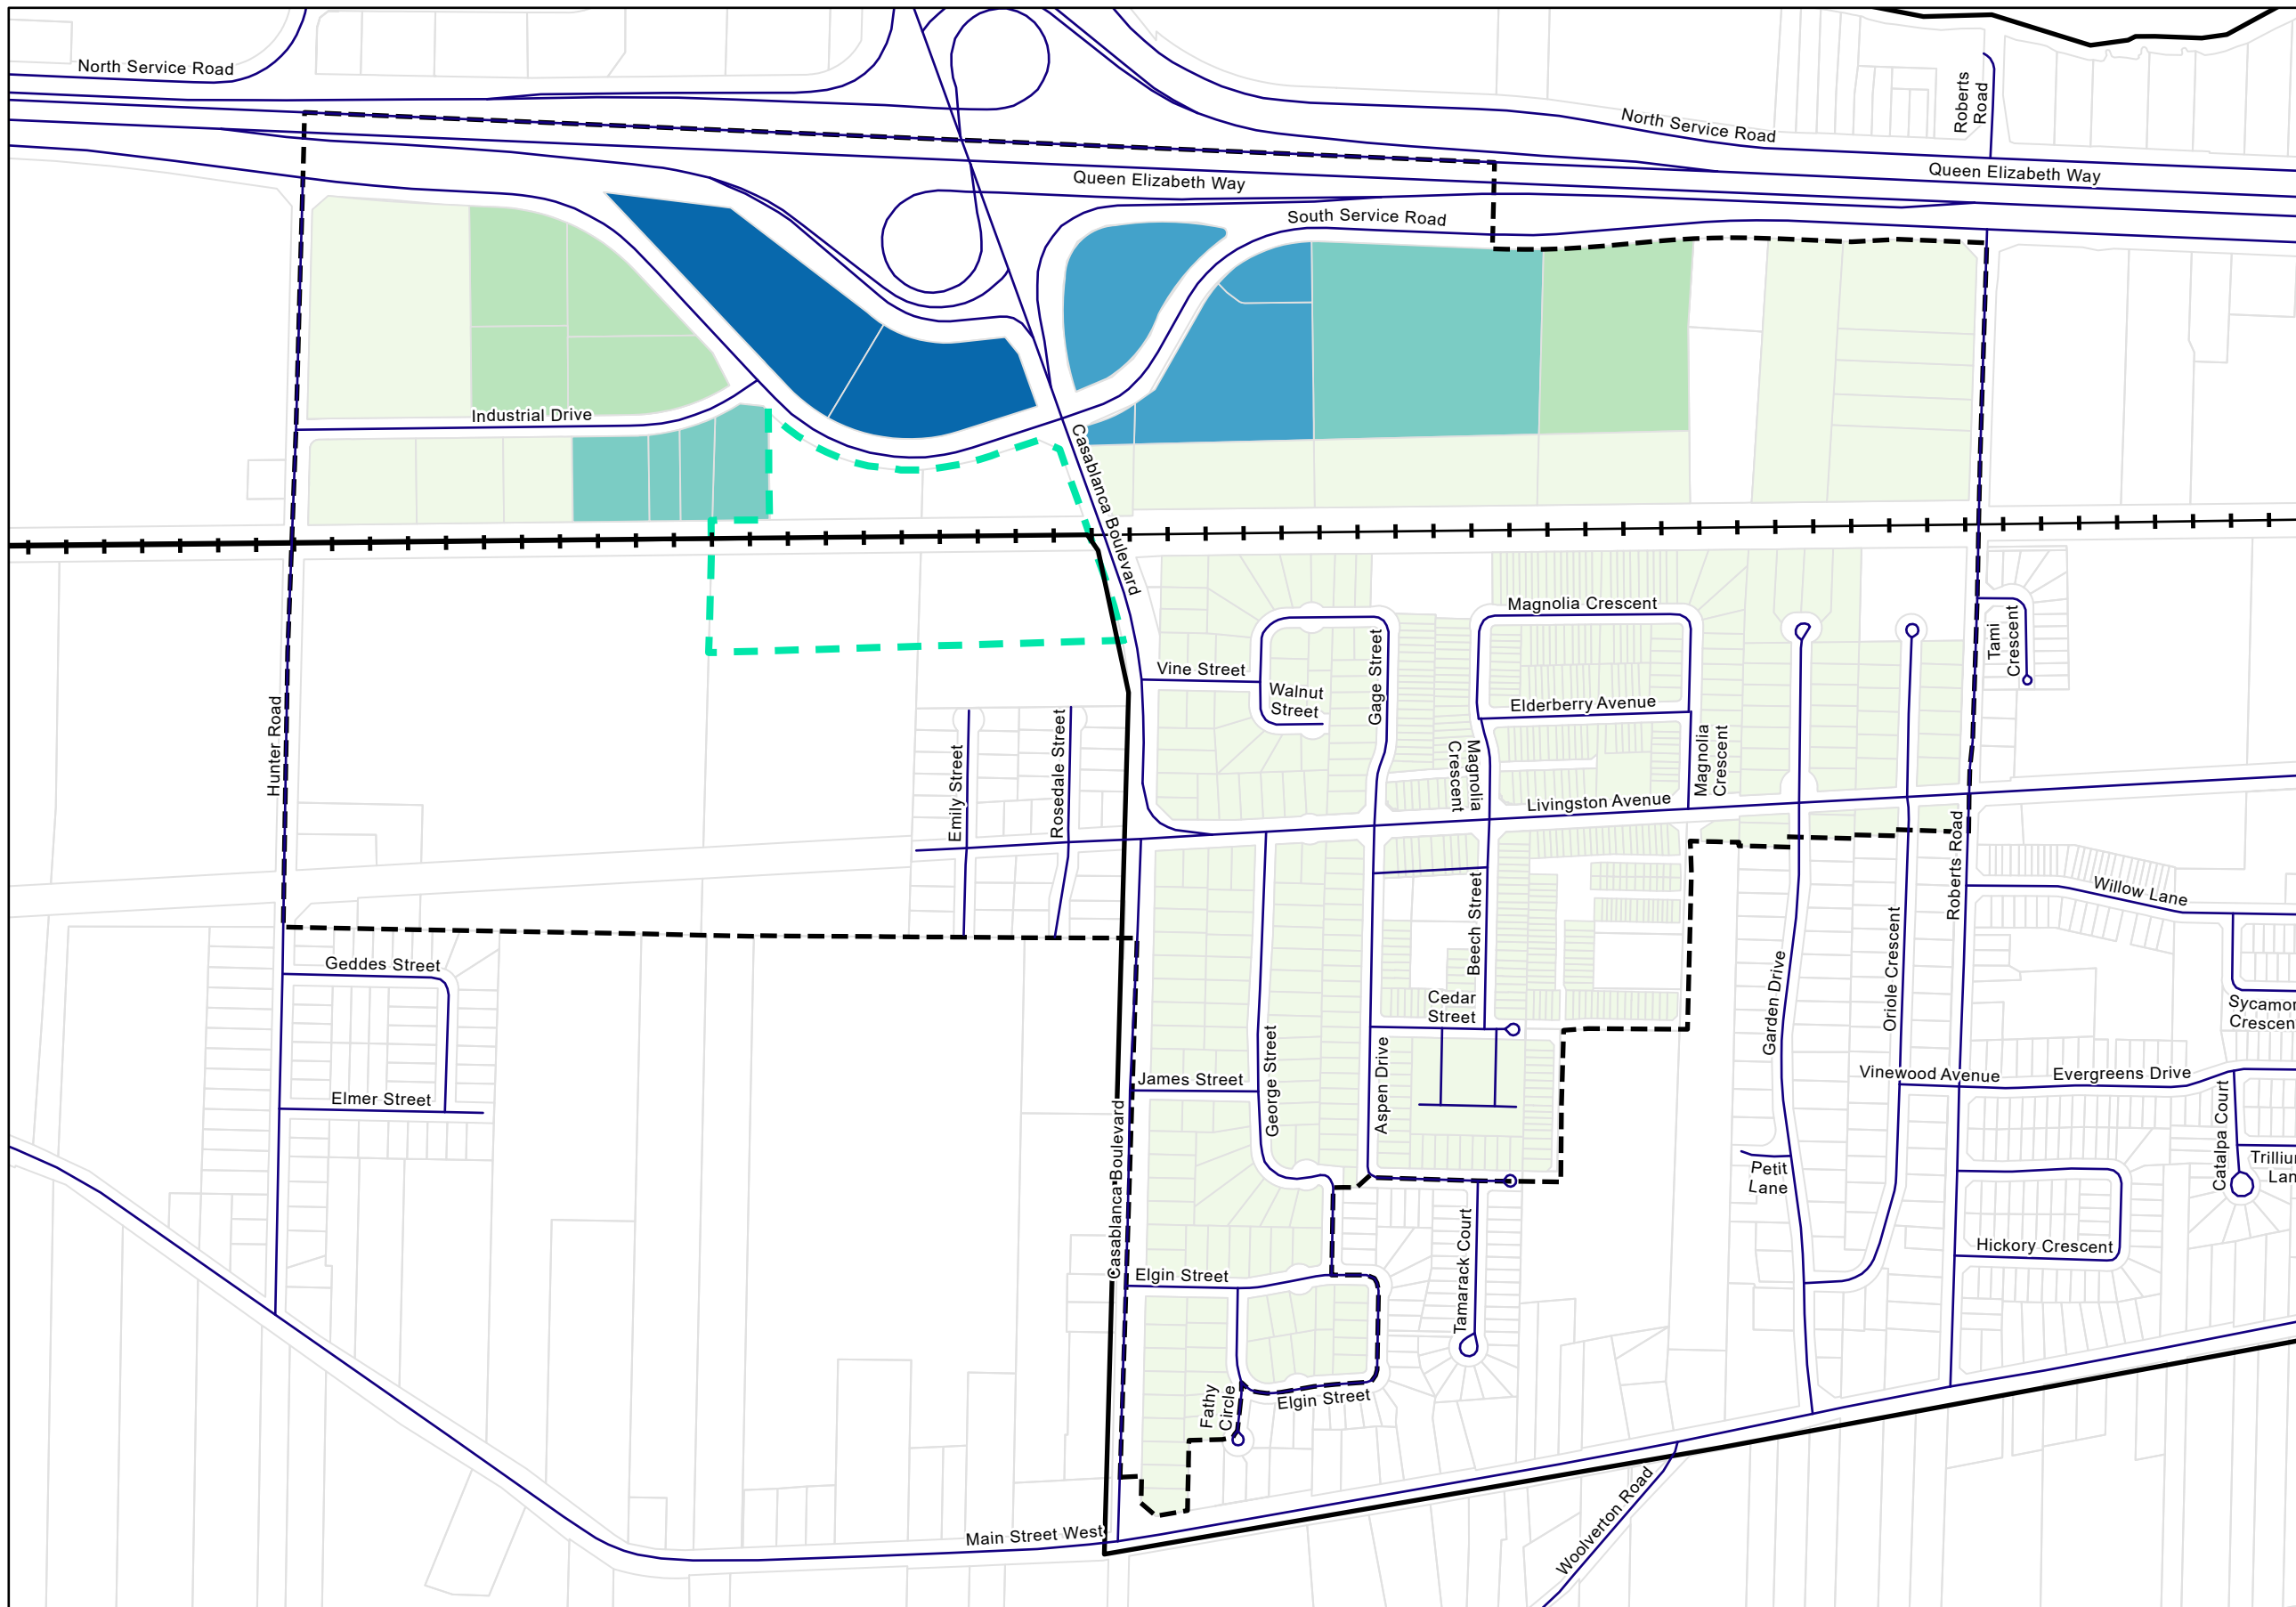 North Service Road
Roberts
Road
North Service Road
Queen Elizabeth Way
Queen Elizabeth Way
South Service Road
Industrial Drive
Casablanca Boulevard
Magnolia Crescent
Tami
Crescent
Gage Street
Vine Street
Walnut
Street
Elderberry Avenue
Hunter Road
Emily Street
Rosedale Street
Magnolia
Crescent
Magnolia
Crescent
Livingston Avenue
Roberts Road
Willow Lane
Beech Street
Geddes Street
Garden Drive
Oriole Crescent
Cedar
Street
Sycamor
Crescen
George Street
Aspen Drive
James Street
Vinewood Avenue
Evergreens Drive
Elmer Street
Catalpa Court
Casablanca Boulevard
Petit
Lane
Trilliu
Lan
Tamarack Court
Hickory Crescent
Elgin Street
Fathy
Circle
Elgin Street
Main Street West
Woolverton Road